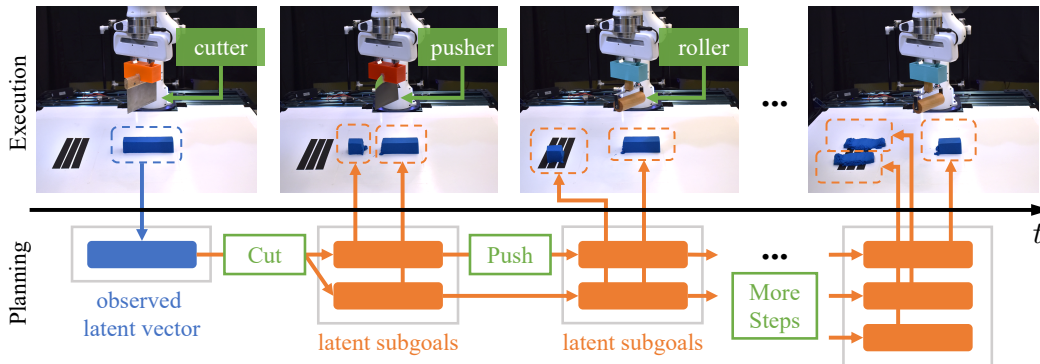 Execution
cutter
pusher
roller
...
t
Planning
Cut
Push
...
More
Steps
observed
latent vector
latent subgoals
latent subgoals